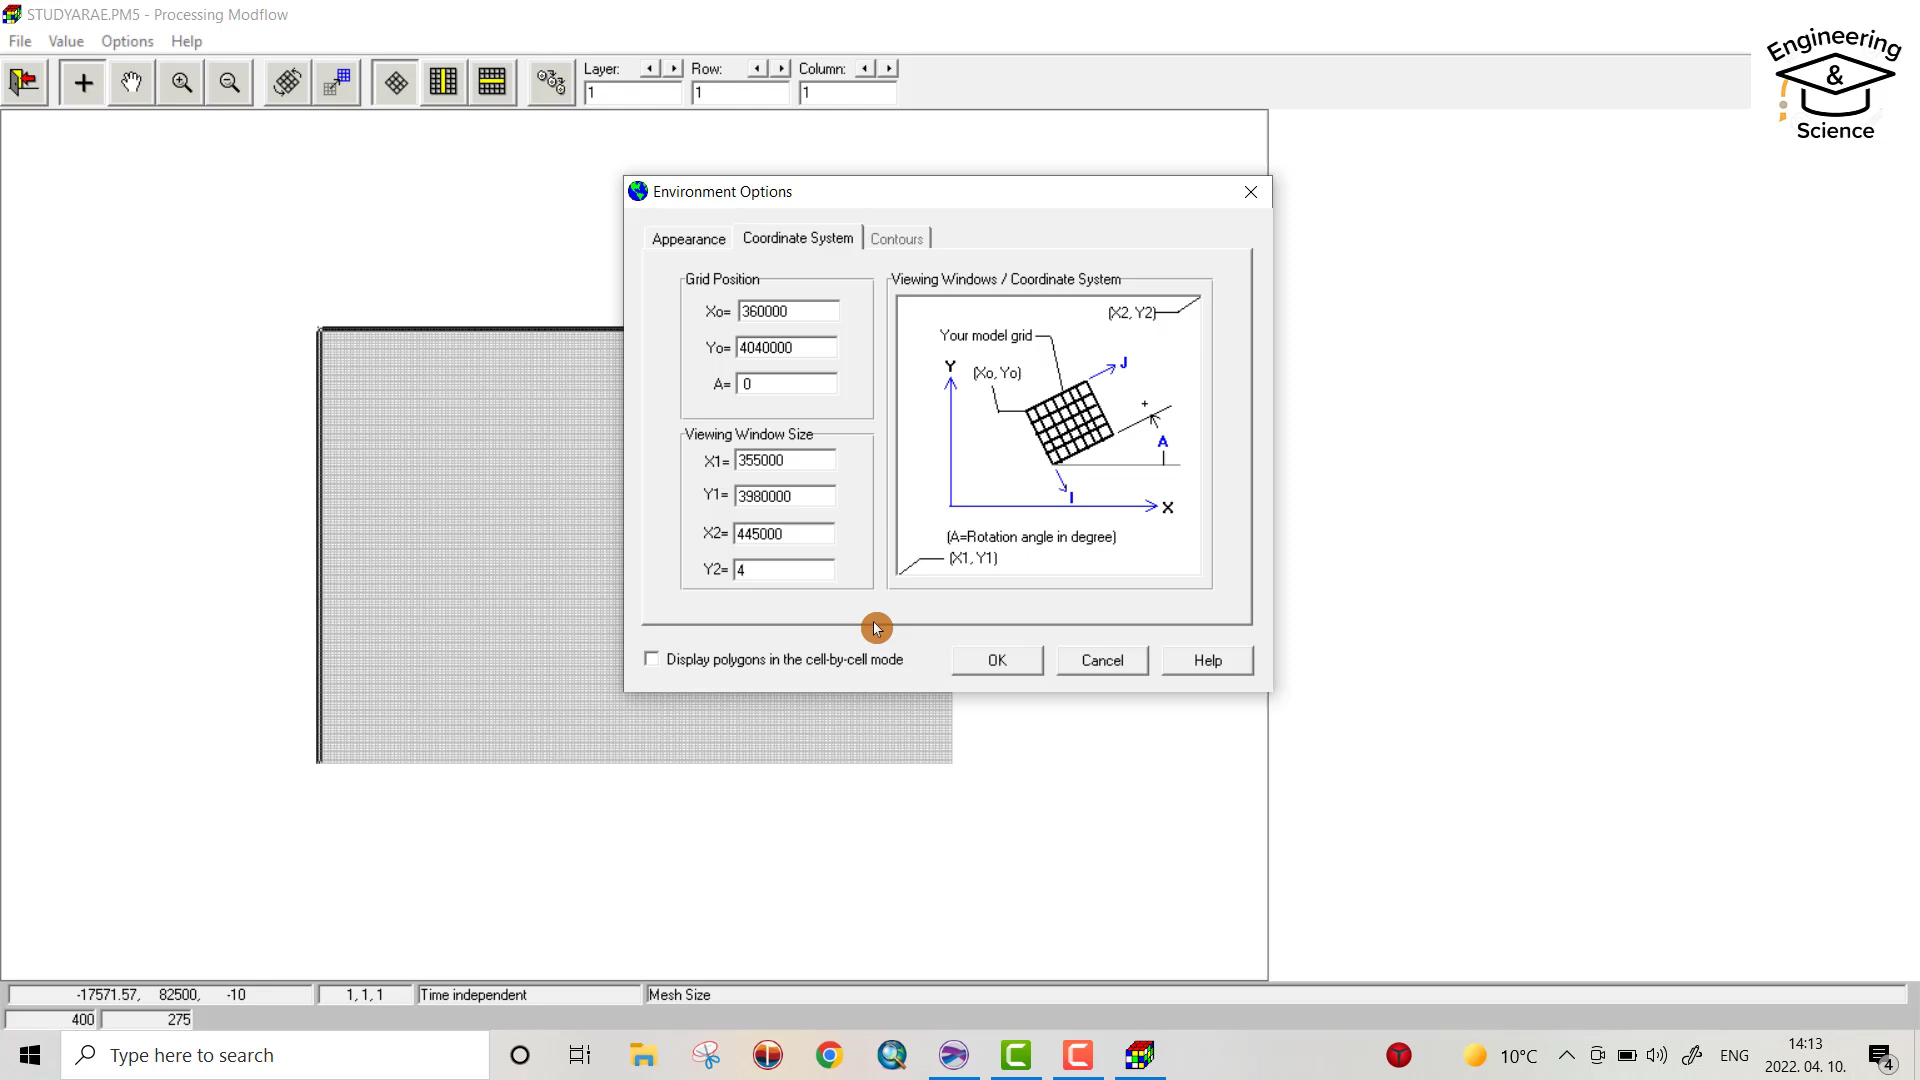 STUDYARAE.PM5 - Processing Modflow
File Value Options Help
Engineering
&
Science
Layer: Row: Column:
1 1 1
Environment Options
Appearance Coordinate System Contours
Grid Position
Xo= 360000
Yo= 4040000
A= 0
Viewing Window Size
X1= 355000
Y1= 3980000
X2= 445000
Y2= 4
Viewing Windows / Coordinate System
(X2, Y2)
Your model grid
Y (Xo, Yo) J
+
A
I
X
(A=Rotation angle in degree)
(X1, Y1)
Display polygons in the cell-by-cell mode OK Cancel Help
-17571.57, 82500, -10 1, 1, 1 Time independent Mesh Size
400 275
Type here to search
10°C ENG
14:13
2022. 04. 10.
4